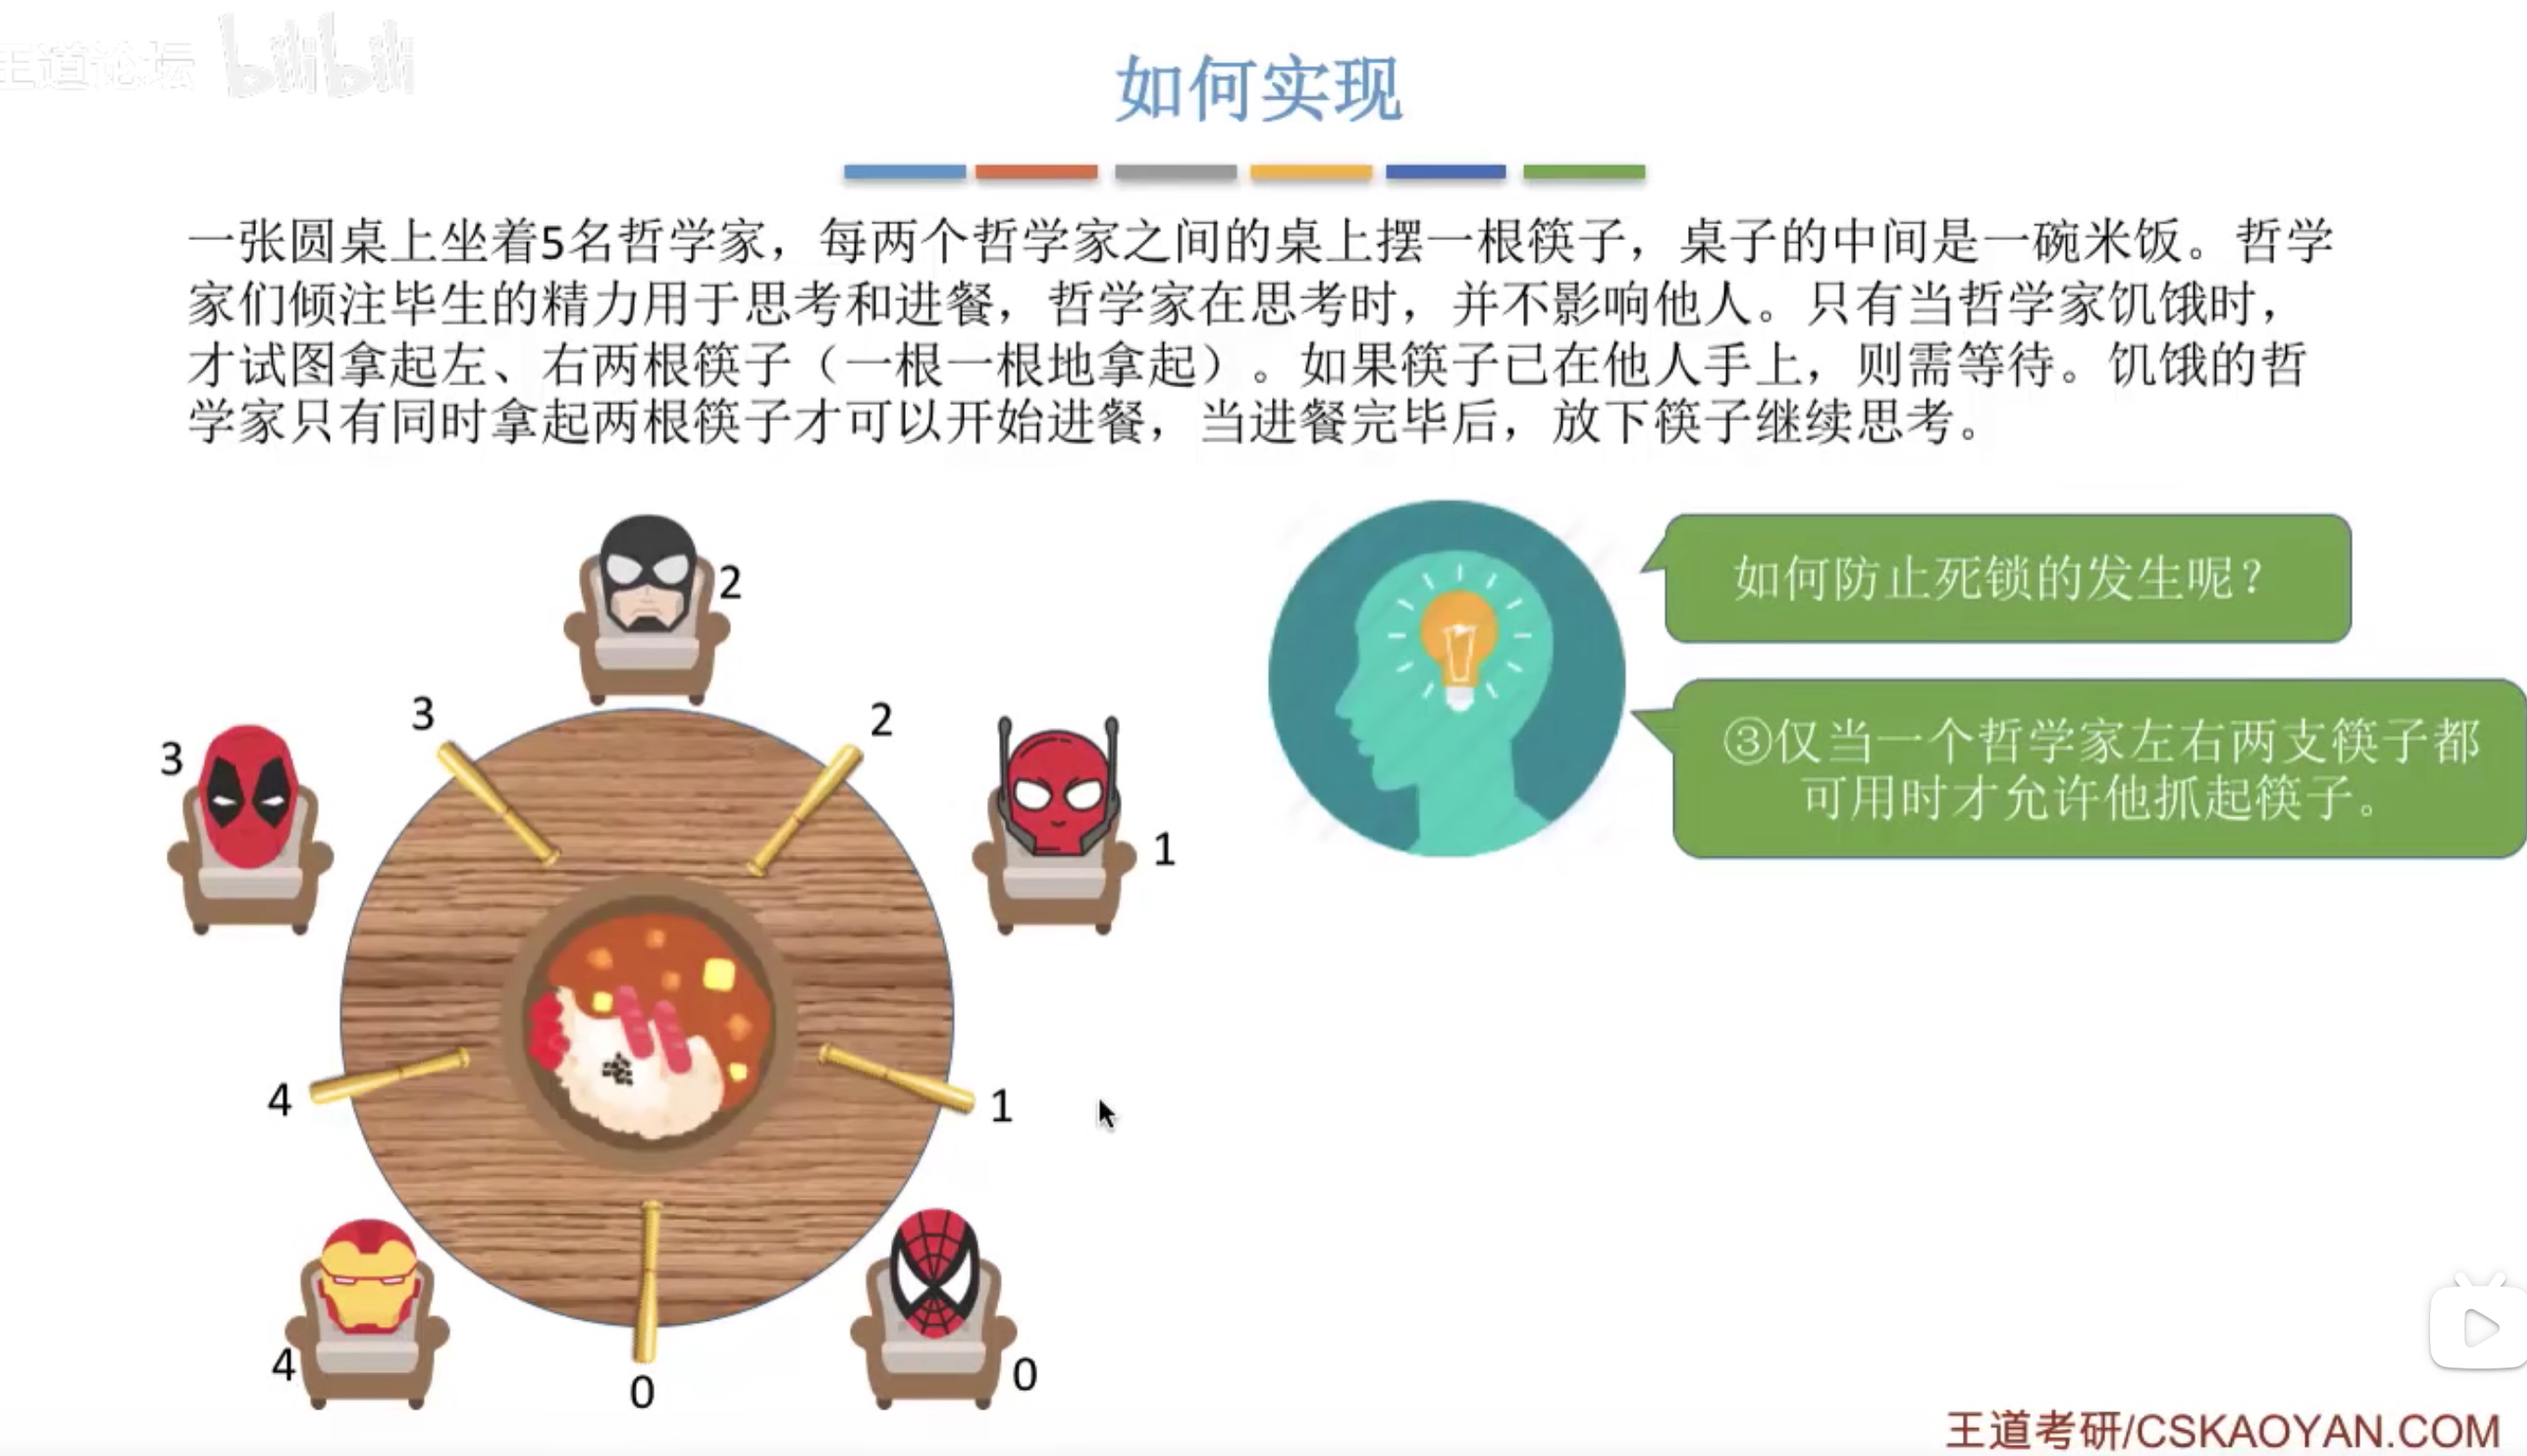 王道论坛 bilibili
如何实现
一张圆桌上坐着5名哲学家，每两个哲学家之间的桌上摆一根筷子，桌子的中间是一碗米饭。哲学
家们倾注毕生的精力用于思考和进餐，哲学家在思考时，并不影响他人。只有当哲学家饥饿时，
才试图拿起左、右两根筷子（一根一根地拿起）。如果筷子已在他人手上，则需等待。饥饿的哲
学家只有同时拿起两根筷子才可以开始进餐，当进餐完毕后，放下筷子继续思考。
如何防止死锁的发生呢？
③仅当一个哲学家左右两支筷子都
可用时才允许他抓起筷子。
2
3
2
3
1
4
1
4
0
0
王道考研/CSKAOYAN.COM